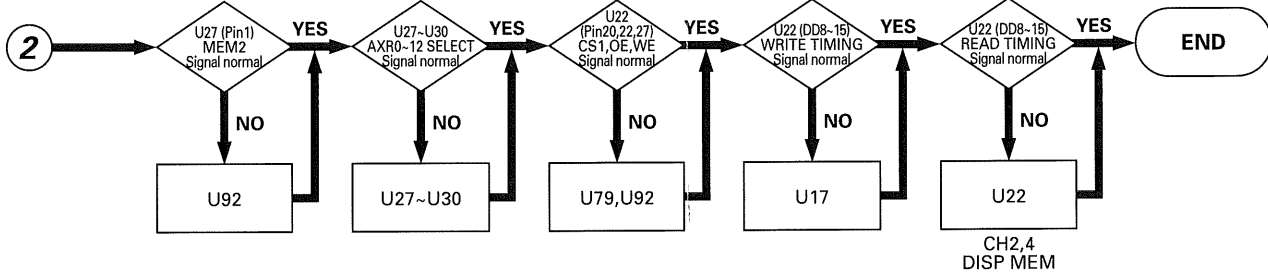 2
U27 (Pin1)
MEM2
Signal normal
YES
NO
U92
U27~U30
AXR0~12 SELECT
Signal normal
YES
NO
U27~U30
U22
(Pin20,22,27)
CS1,OE,WE
Signal normal
YES
NO
U79,U92
U22 (DD8~15)
WRITE TIMING
Signal normal
YES
NO
U17
U22 (DD8~15)
READ TIMING
Signal normal
YES
NO
U22
CH2,4
DISP MEM
END